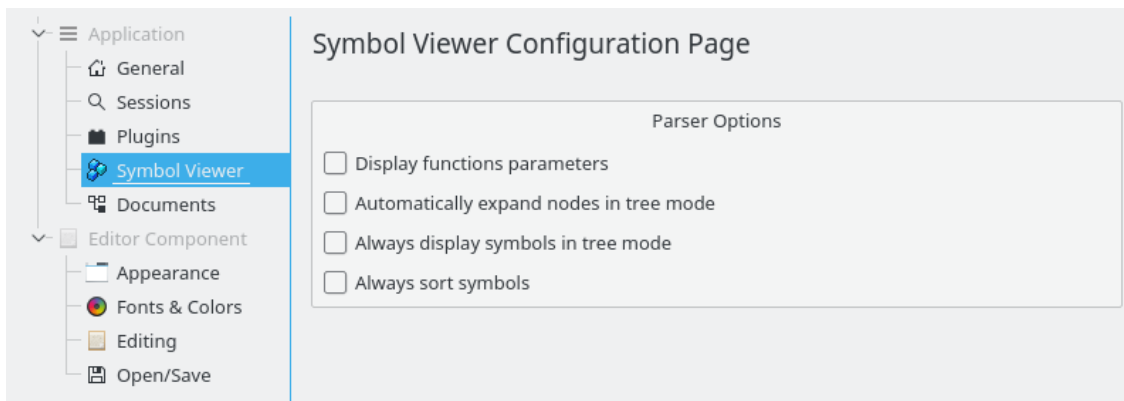 Application
General
Sessions
Plugins
Symbol Viewer
Documents
Editor Component
Appearance
Fonts & Colors
Editing
Open/Save
Symbol Viewer Configuration Page
Parser Options
Display functions parameters
Automatically expand nodes in tree mode
Always display symbols in tree mode
Always sort symbols